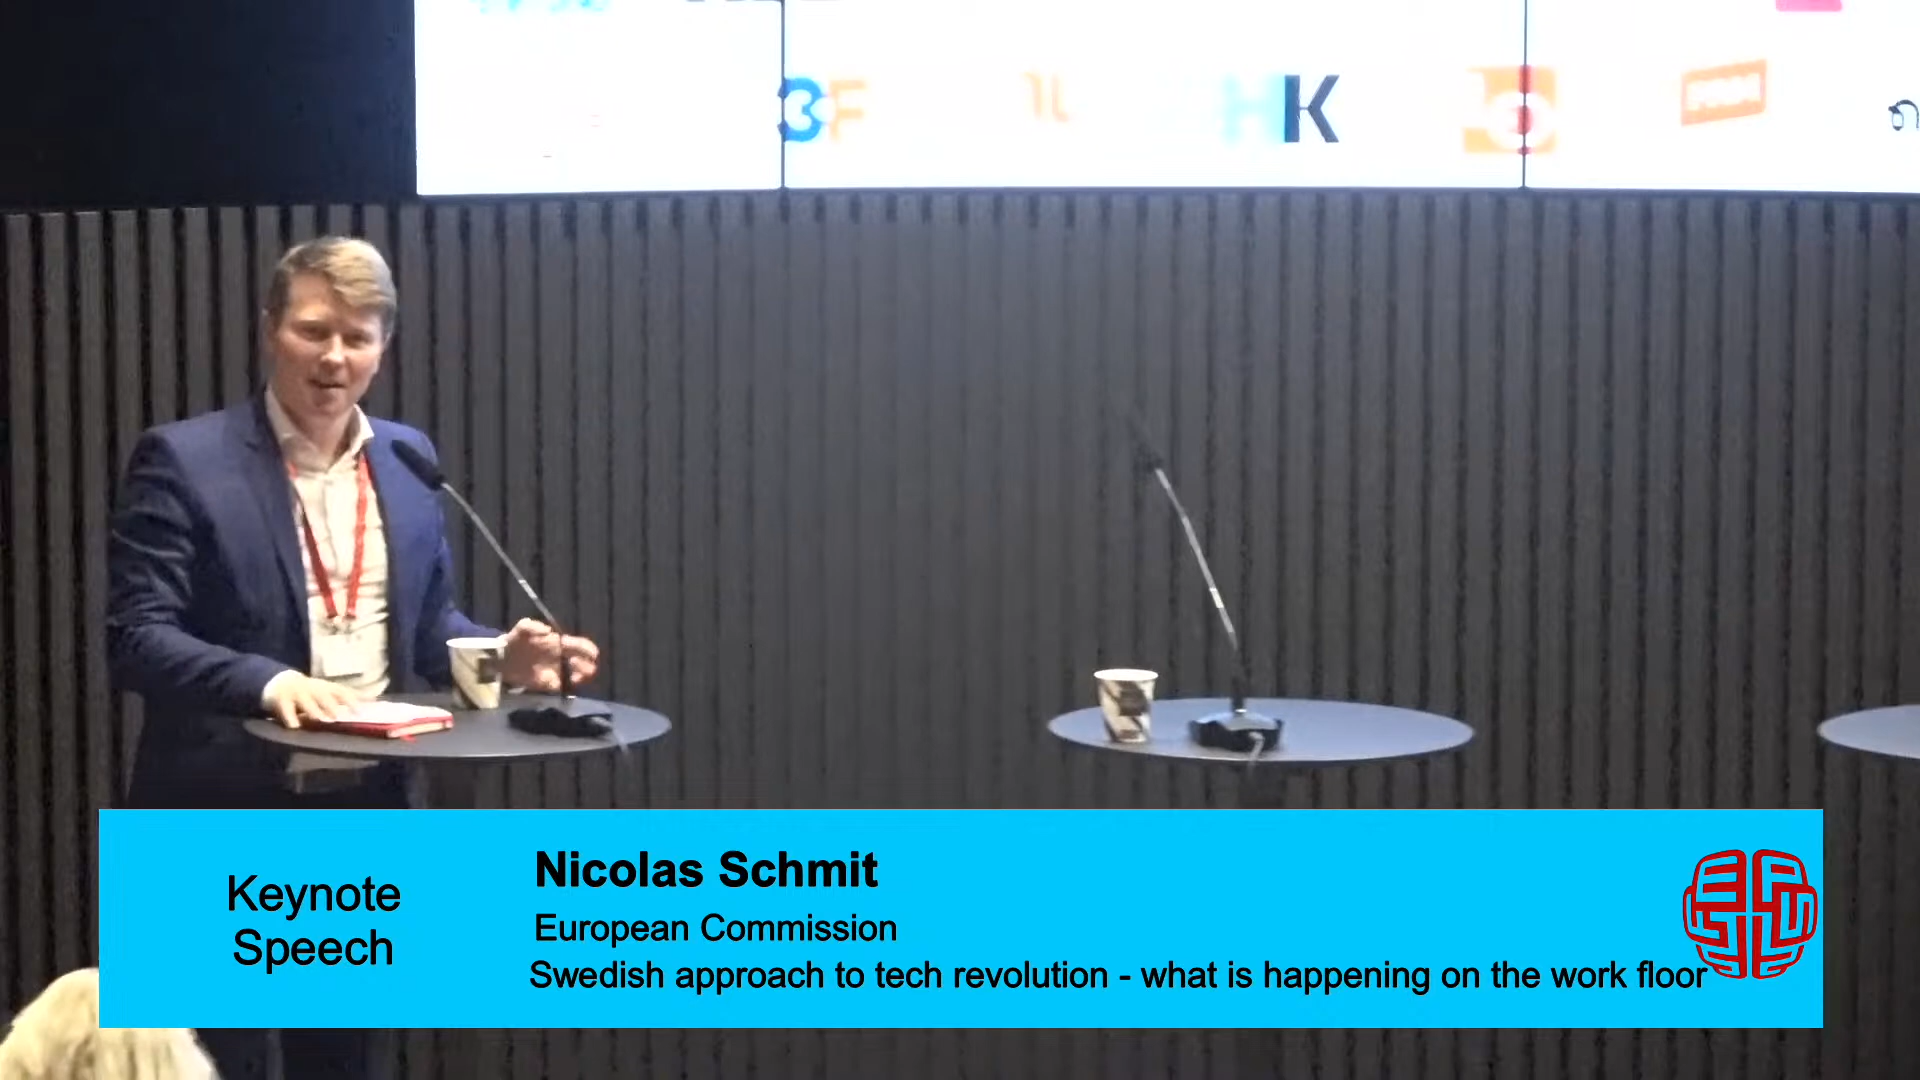 3F
HK
Keynote
Speech
Nicolas Schmit
European Commission
Swedish approach to tech revolution - what is happening on the work floor